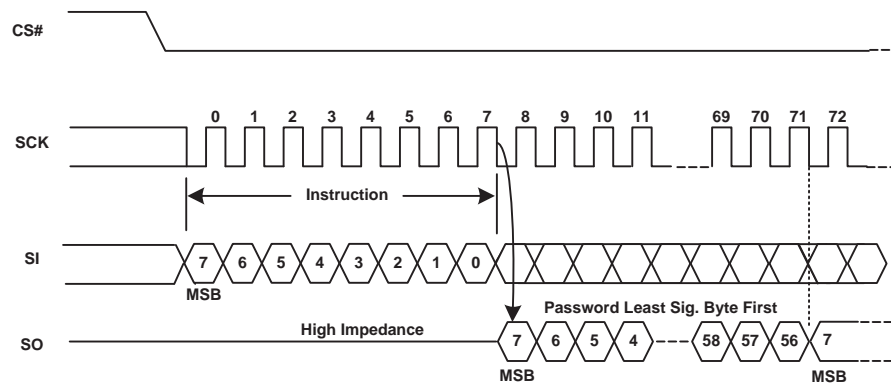 CS#
0 1 2 3 4 5 6 7 8 9 10 11 69 70 71 72
SCK
Instruction
SI
7 6 5 4 3 2 1 0
MSB
Password Least Sig. Byte First
High Impedance
SO
7 6 5 4 58 57 56 7
MSB MSB